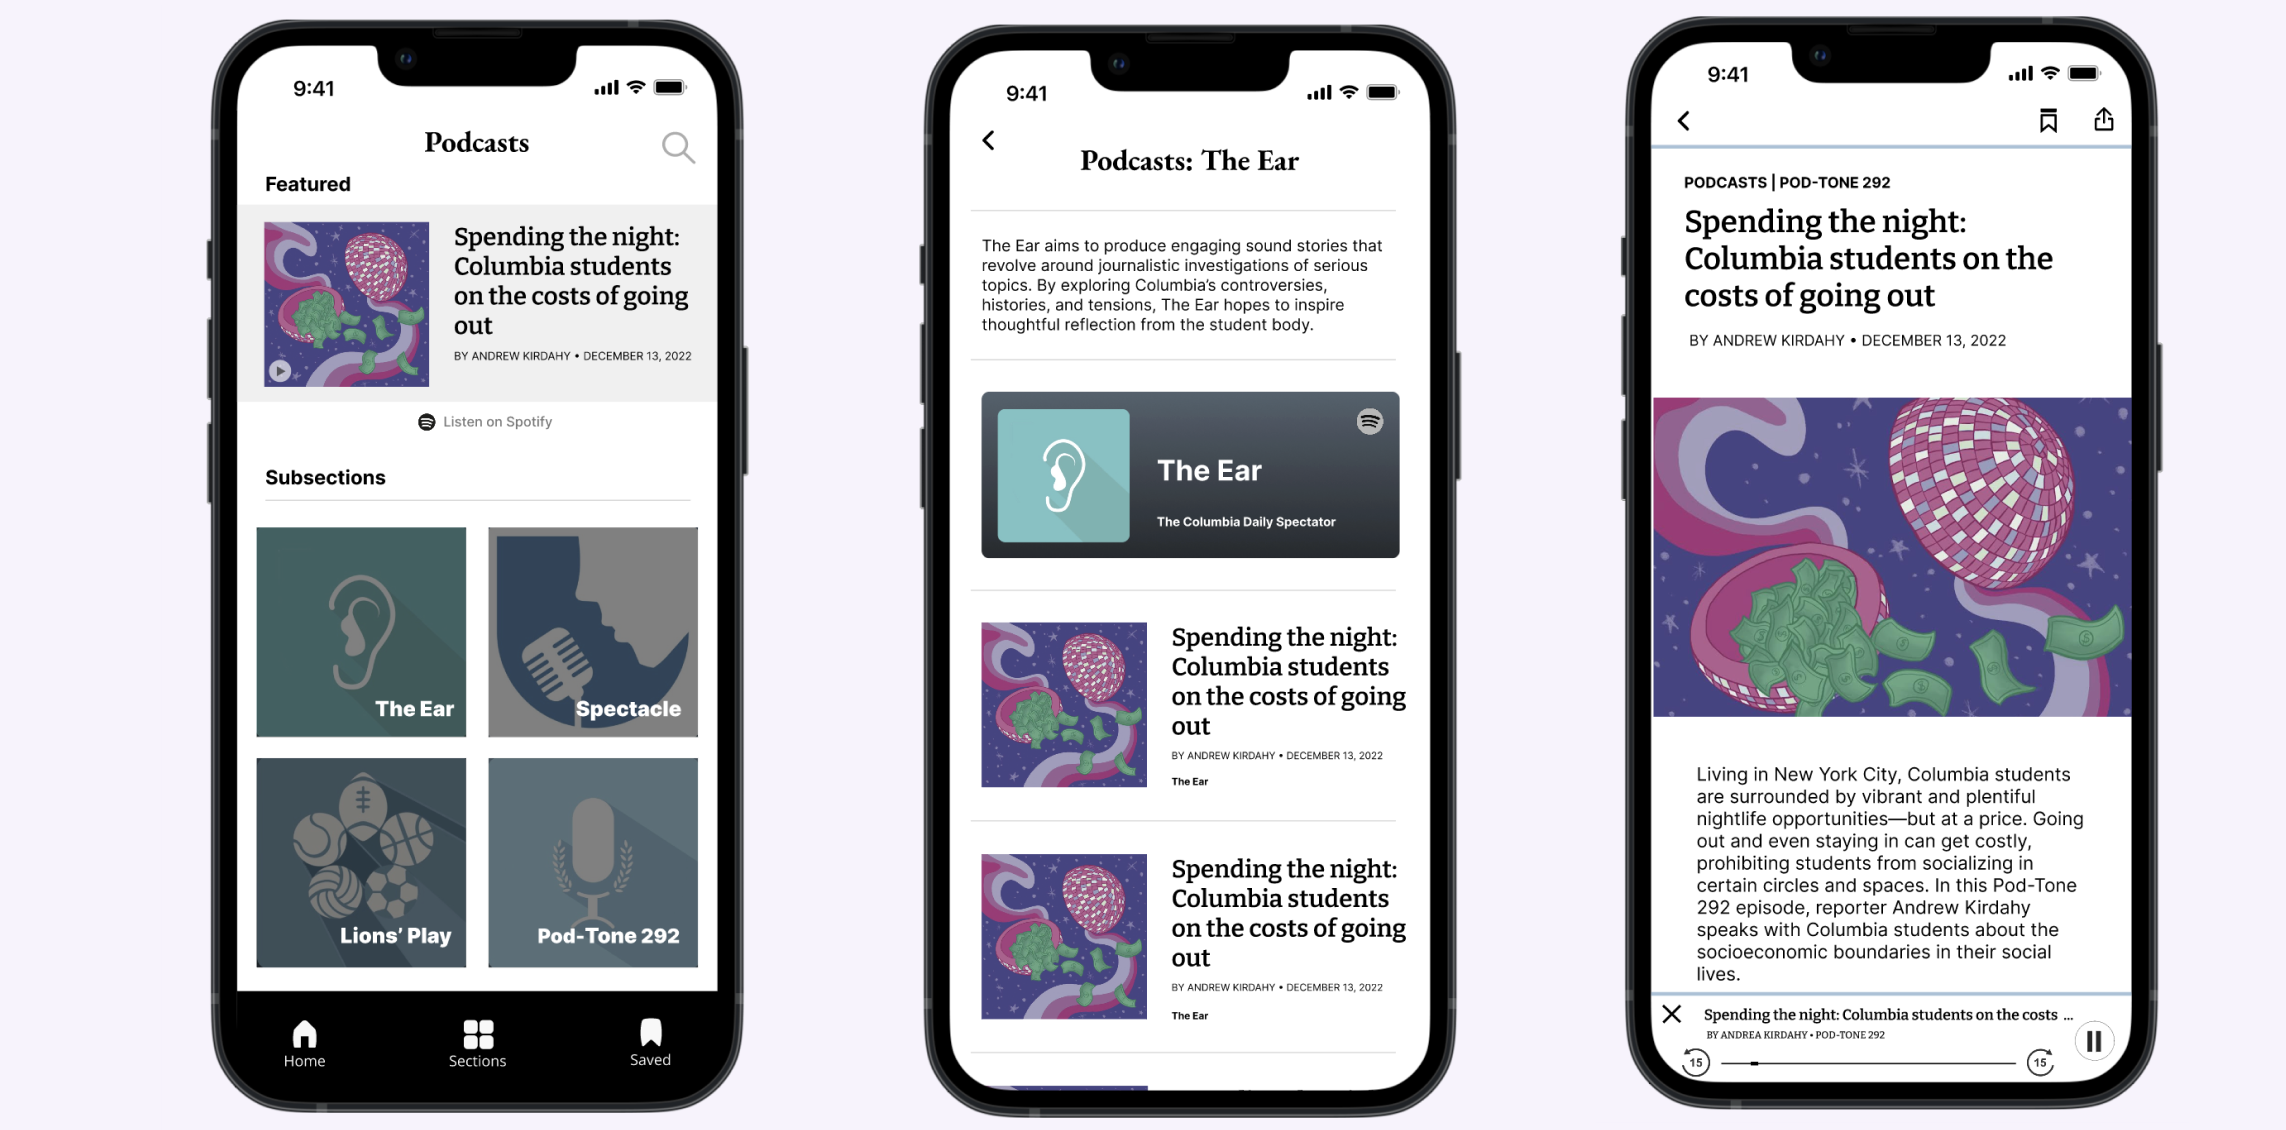 9:41
Podcasts
Featured
Spending the night:
Columbia students
on the costs of going
out
BY ANDREW KIRDAHY • DECEMBER 13, 2022
Listen on Spotify
Subsections
The Ear
Spectacle
Lions' Play
Pod-Tone 292
Home
Sections
Saved
9:41
Podcasts: The Ear
The Ear aims to produce engaging sound stories that
revolve around journalistic investigations of serious
topics. By exploring Columbia's controversies,
histories, and tensions, The Ear hopes to inspire
thoughtful reflection from the student body.
The Ear
The Columbia Daily Spectator
Spending the night:
Columbia students
on the costs of going
out
BY ANDREW KIRDAHY • DECEMBER 13, 2022
The Ear
Spending the night:
Columbia students
on the costs of going
out
BY ANDREW KIRDAHY • DECEMBER 13, 2022
The Ear
9:41
PODCASTS | POD-TONE 292
Spending the night:
Columbia students on the
costs of going out
BY ANDREW KIRDAHY • DECEMBER 13, 2022
Living in New York City, Columbia students
are surrounded by vibrant and plentiful
nightlife opportunities—but at a price. Going
out and even staying in can get costly,
prohibiting students from socializing in
certain circles and spaces. In this Pod-Tone
292 episode, reporter Andrew Kirdahy
speaks with Columbia students about the
socioeconomic boundaries in their social
lives.
Spending the night: Columbia students on the costs ...
BY ANDREA KIRDAHY • POD-TONE 292
15
15